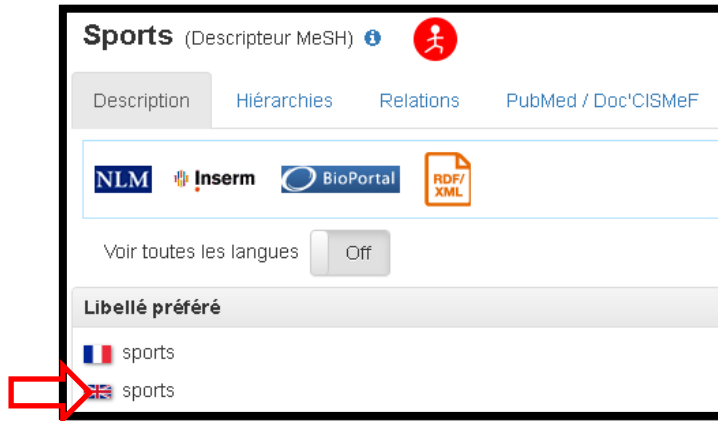 Sports (Descripteur MeSH) i
Description Hiérarchies Relations PubMed / Doc'CISMeF
NLM Inserm BioPortal RDF/
XML
Voir toutes les langues Off
Libellé préféré
sports
sports